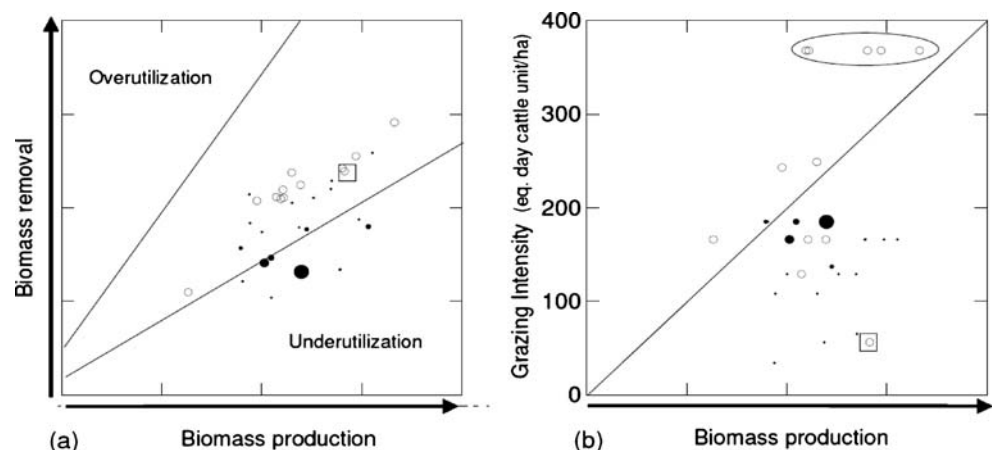 Overutilization
Underutilization
Biomass removal
(a)
Biomass production
400
300
200
100
0
Grazing Intensity (eq. day cattle unit/ha)
(b)
Biomass production